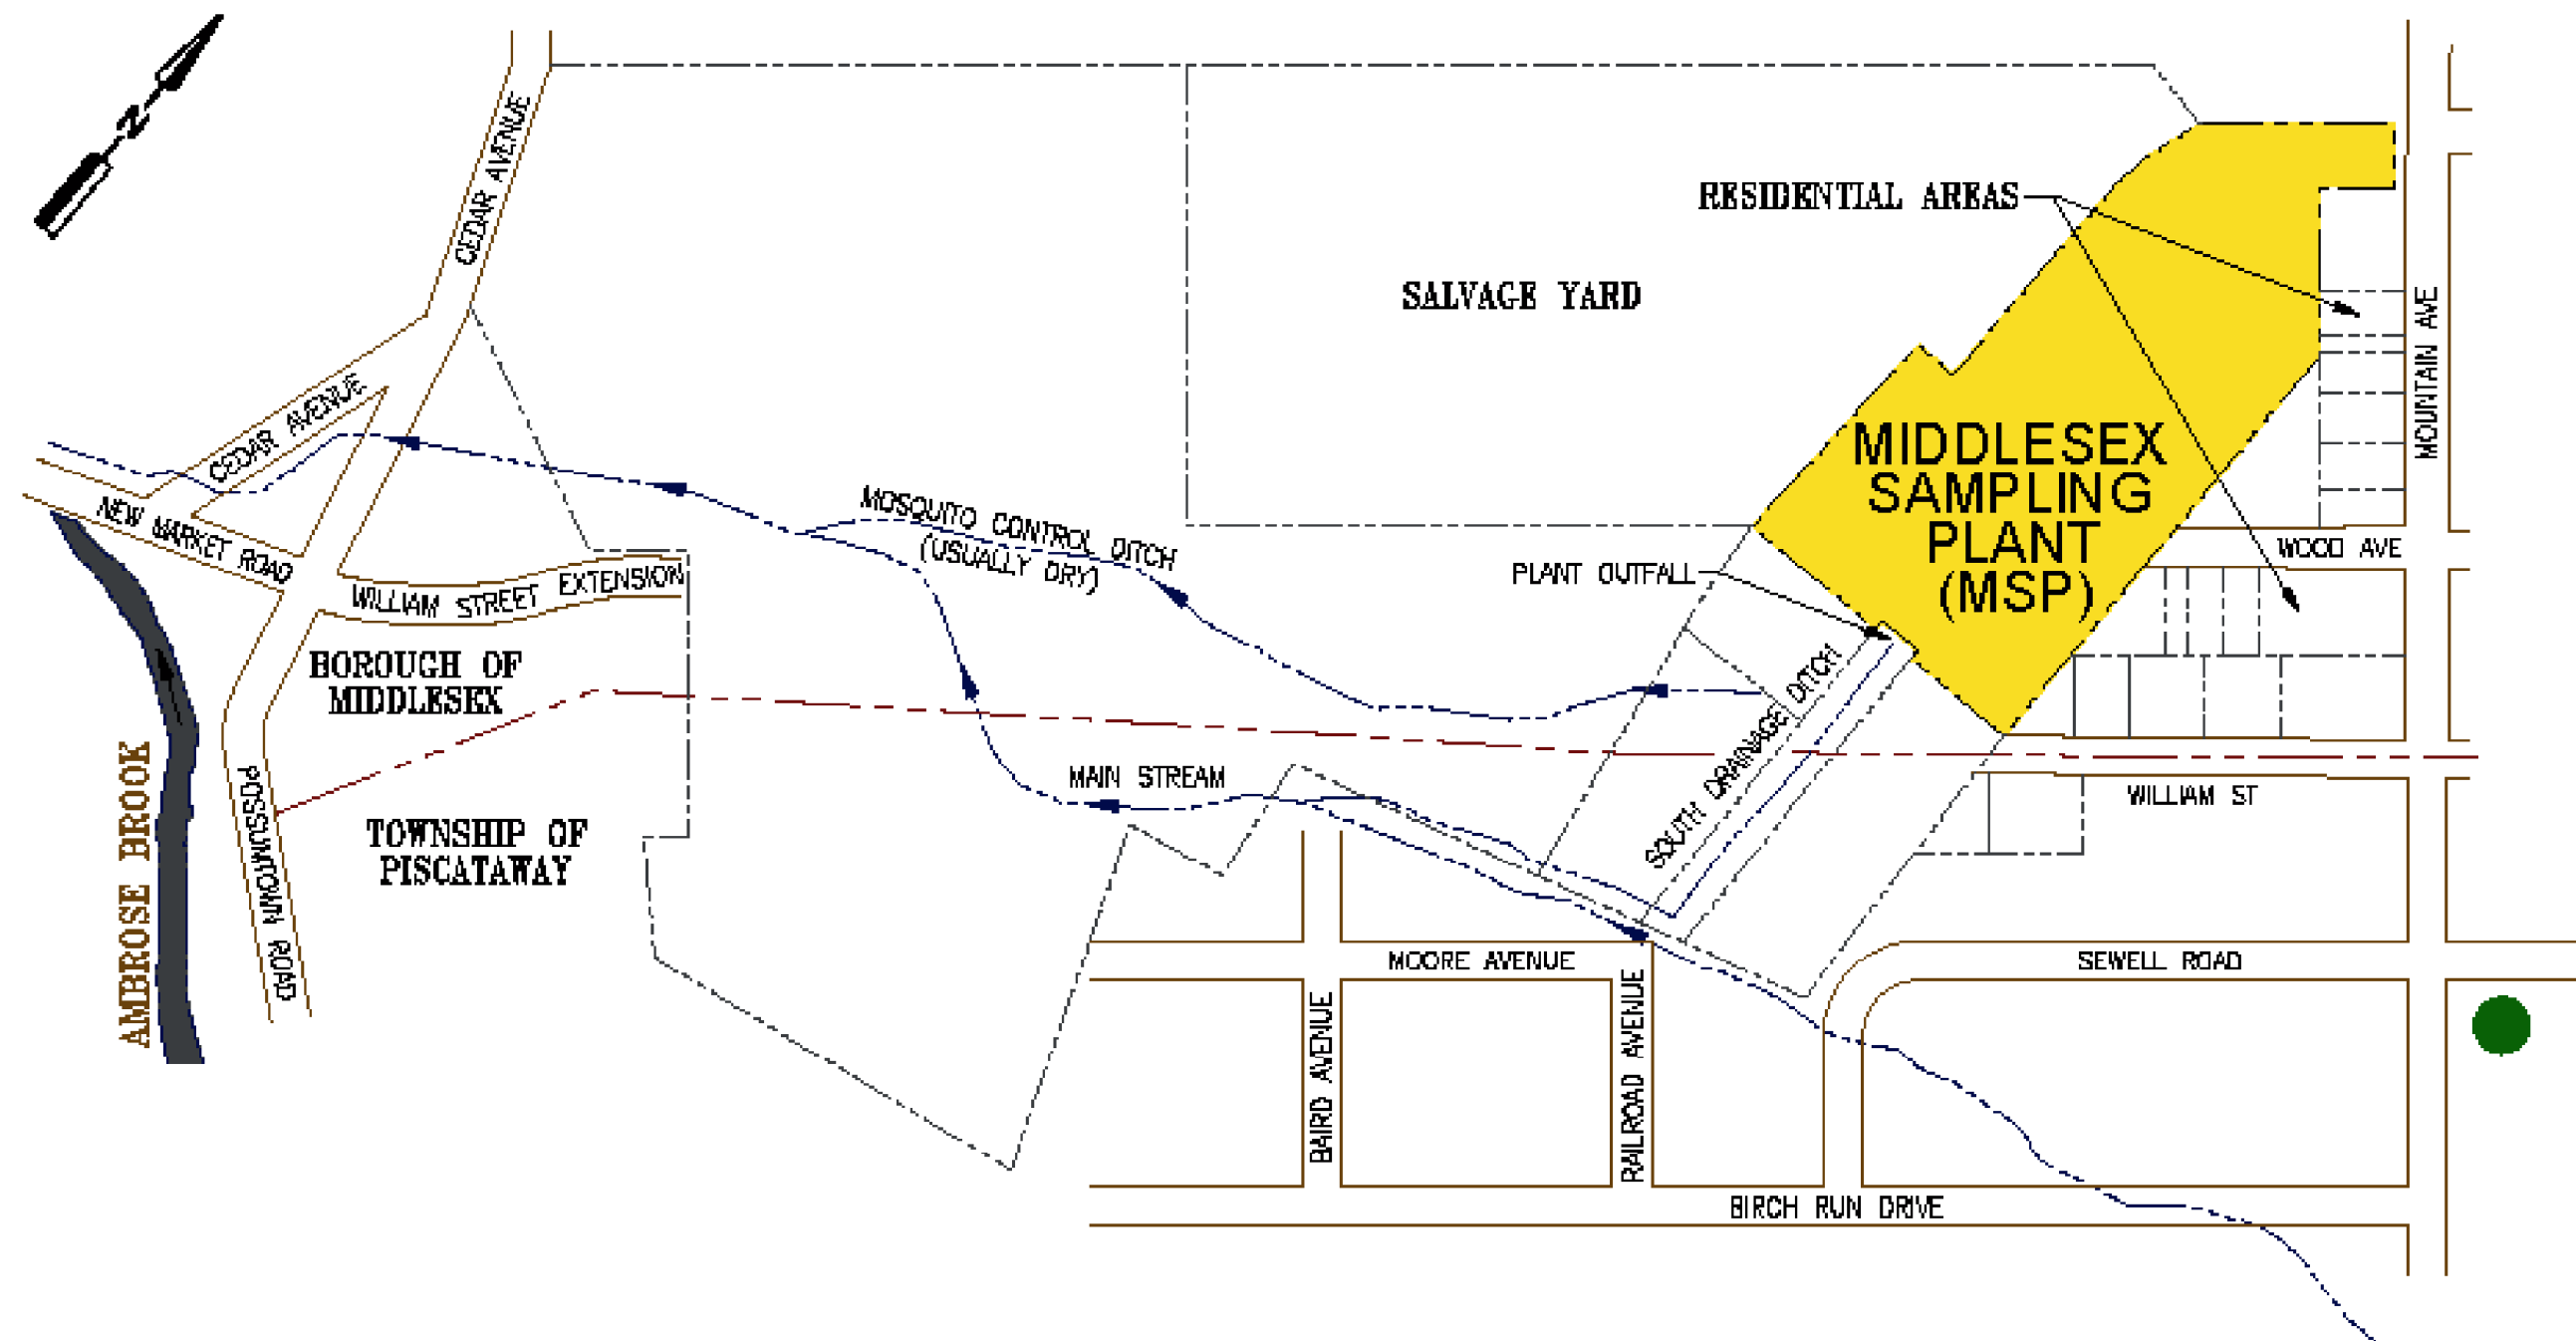 N
CEDAR AVENUE
RESIDENTIAL AREAS
SALVAGE YARD
MOUNTAIN AVE
CEDAR AVENUE
MIDDLESEX
SAMPLING
PLANT
(MSP)
NEW MARKET ROAD
MOSQUITO CONTROL DITCH
(USUALLY DRY)
WOOD AVE
PLANT OUTFALL
WILLIAM STREET EXTENSION
BOROUGH OF
MIDDLESEX
SOUTH DRAINAGE DITCH
MAIN STREAM
WILLIAM ST
AMBROSE BROOK
POSSUMTOWN ROAD
TOWNSHIP OF
PISCATAWAY
MOORE AVENUE
SEWELL ROAD
BAIRD AVENUE
RAILROAD AVENUE
BIRCH RUN DRIVE